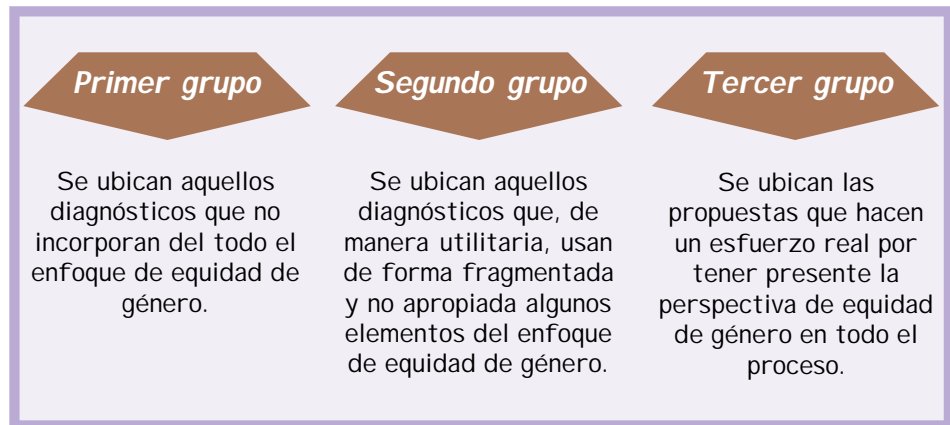 Primer grupo
Se ubican aquellos
diagnósticos que no
incorporan del todo el
enfoque de equidad de
género.
Segundo grupo
Se ubican aquellos
diagnósticos que, de
manera utilitaria, usan
de forma fragmentada
y no apropiada algunos
elementos del enfoque
de equidad de género.
Tercer grupo
Se ubican las
propuestas que hacen
un esfuerzo real por
tener presente la
perspectiva de equidad
de género en todo el
proceso.